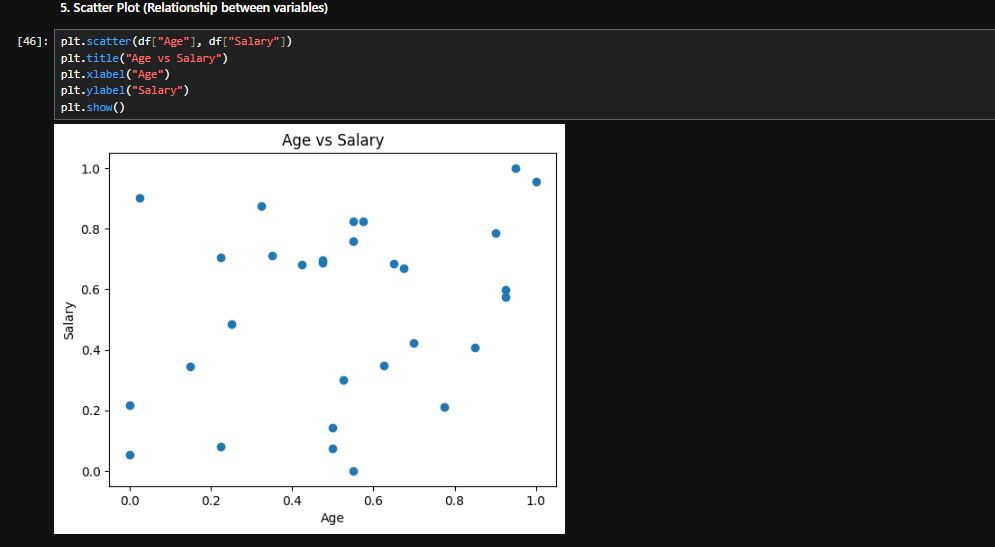 5. Scatter Plot (Relationship between variables)
[46]: plt.scatter(df["Age"], df["Salary"])
plt.title("Age vs Salary")
plt.xlabel("Age")
plt.ylabel("Salary")
plt.show()
Age vs Salary
1.0
0.8
0.6
0.4
0.2
0.0
Salary
0.0 0.2 0.4 0.6 0.8 1.0
Age